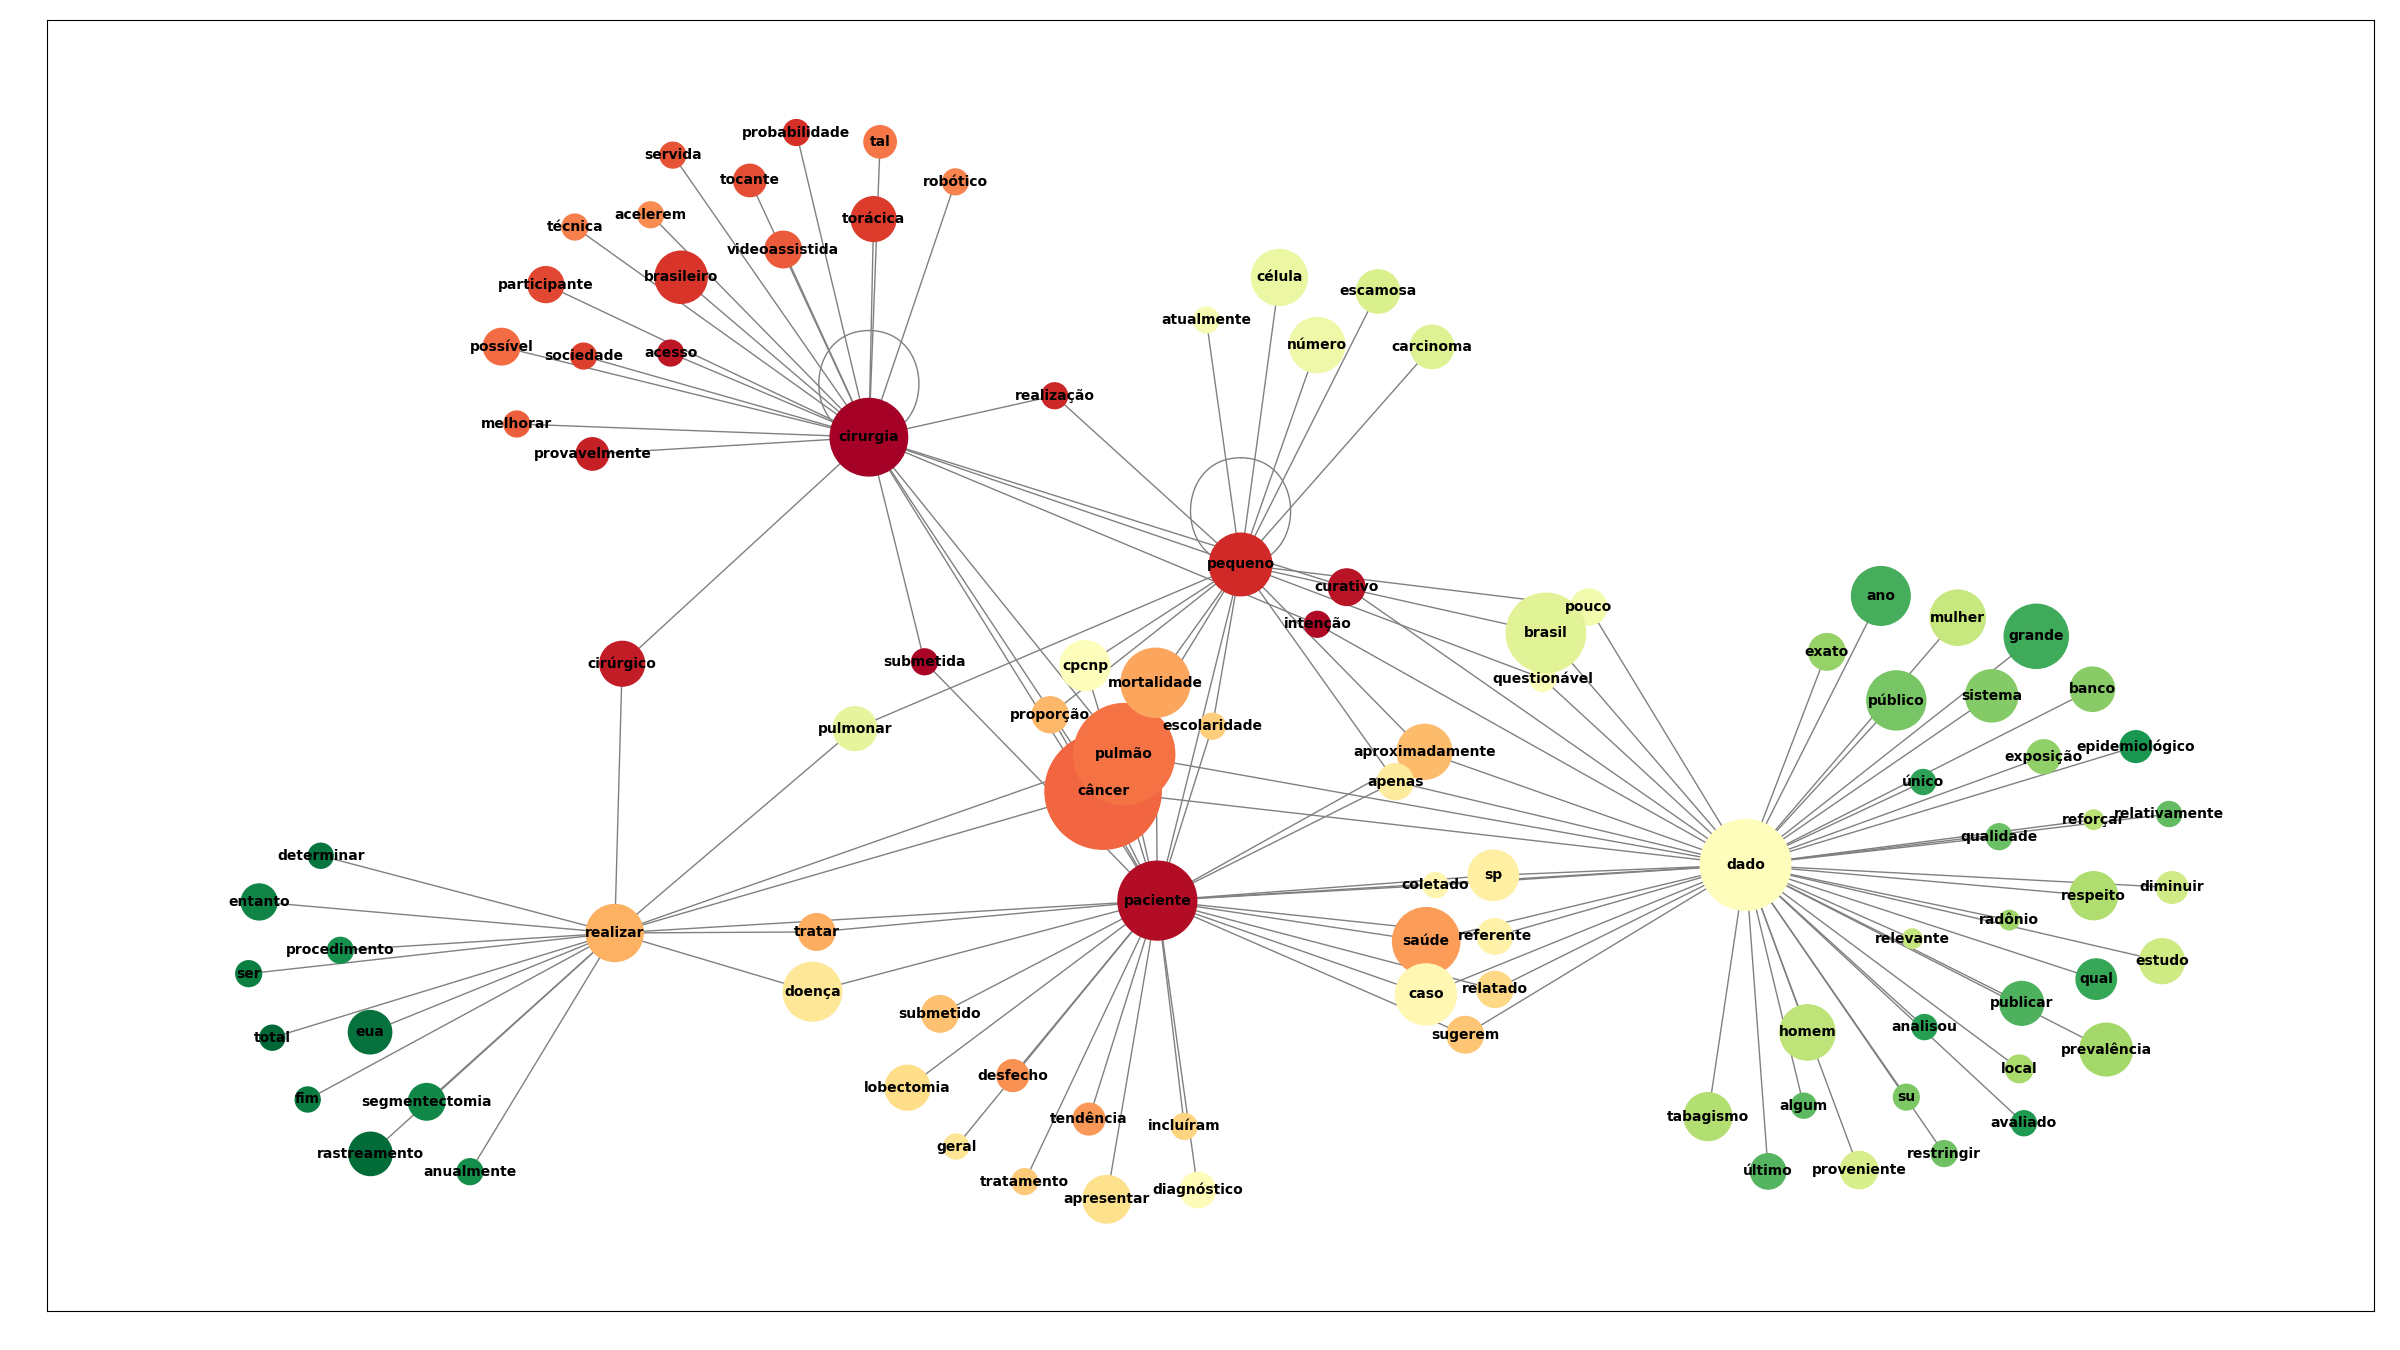 probabilidade
tal
servida
tocante
robótico
acelerem
torácica
técnica
videoassistida
brasileiro
participante
possível
sociedade
acesso
melhorar
cirurgia
provavelmente
realização
célula
escamosa
atualmente
número
carcinoma
pequeno
curativo
intenção
pouco
brasil
questionável
ano
mulher
grande
exato
público
sistema
banco
exposição
epidemiológico
único
reforçar
relativamente
qualidade
dado
respeito
diminuir
radônio
relevante
estudo
qual
publicar
analisou
prevalência
homem
local
su
algum
avaliado
tabagismo
restringir
último
proveniente
cirúrgico
submetida
cpcnp
mortalidade
pulmonar
proporção
escolaridade
pulmão
câncer
aproximadamente
apenas
coletado
sp
paciente
saúde
referente
caso
relatado
sugerem
determinar
entanto
realizar
tratar
procedimento
ser
doença
submetido
total
eua
fim
segmentectomia
rastreamento
anualmente
lobectomia
desfecho
tendência
incluíram
geral
tratamento
apresentar
diagnóstico